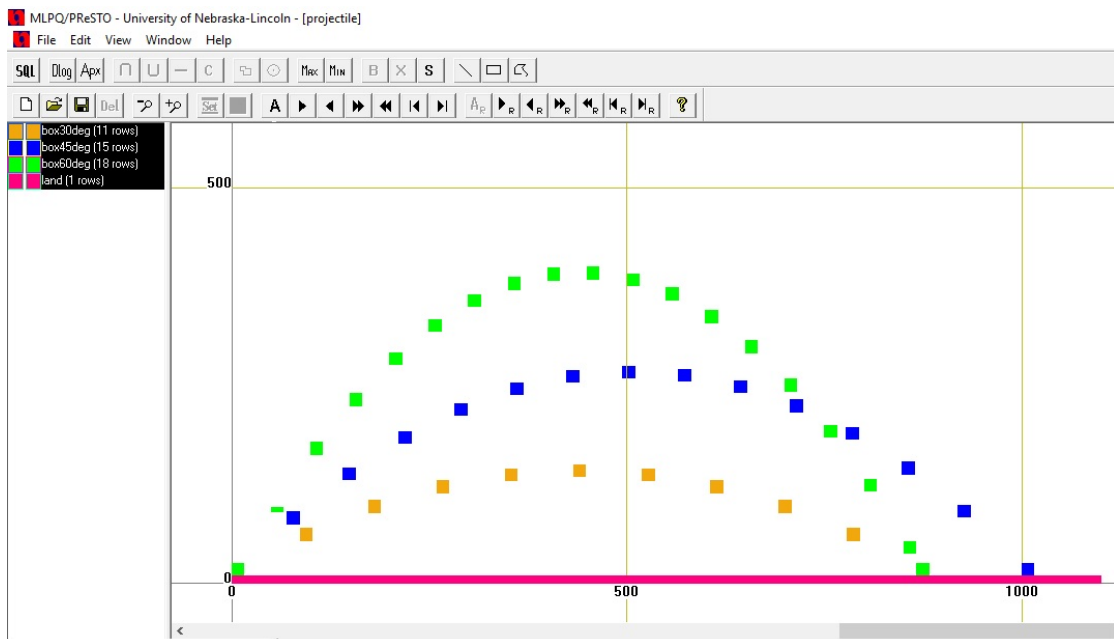 MLPQ/PReSTO - University of Nebraska-Lincoln - [projectile]
File Edit View Window Help
SQL Dlog Apx C Max Min B X S
Del Set A A R R R R R R R ?
box30deg (11 rows)
box45deg (15 rows)
box60deg (18 rows)
land (1 rows)
500
0
0 500 1000